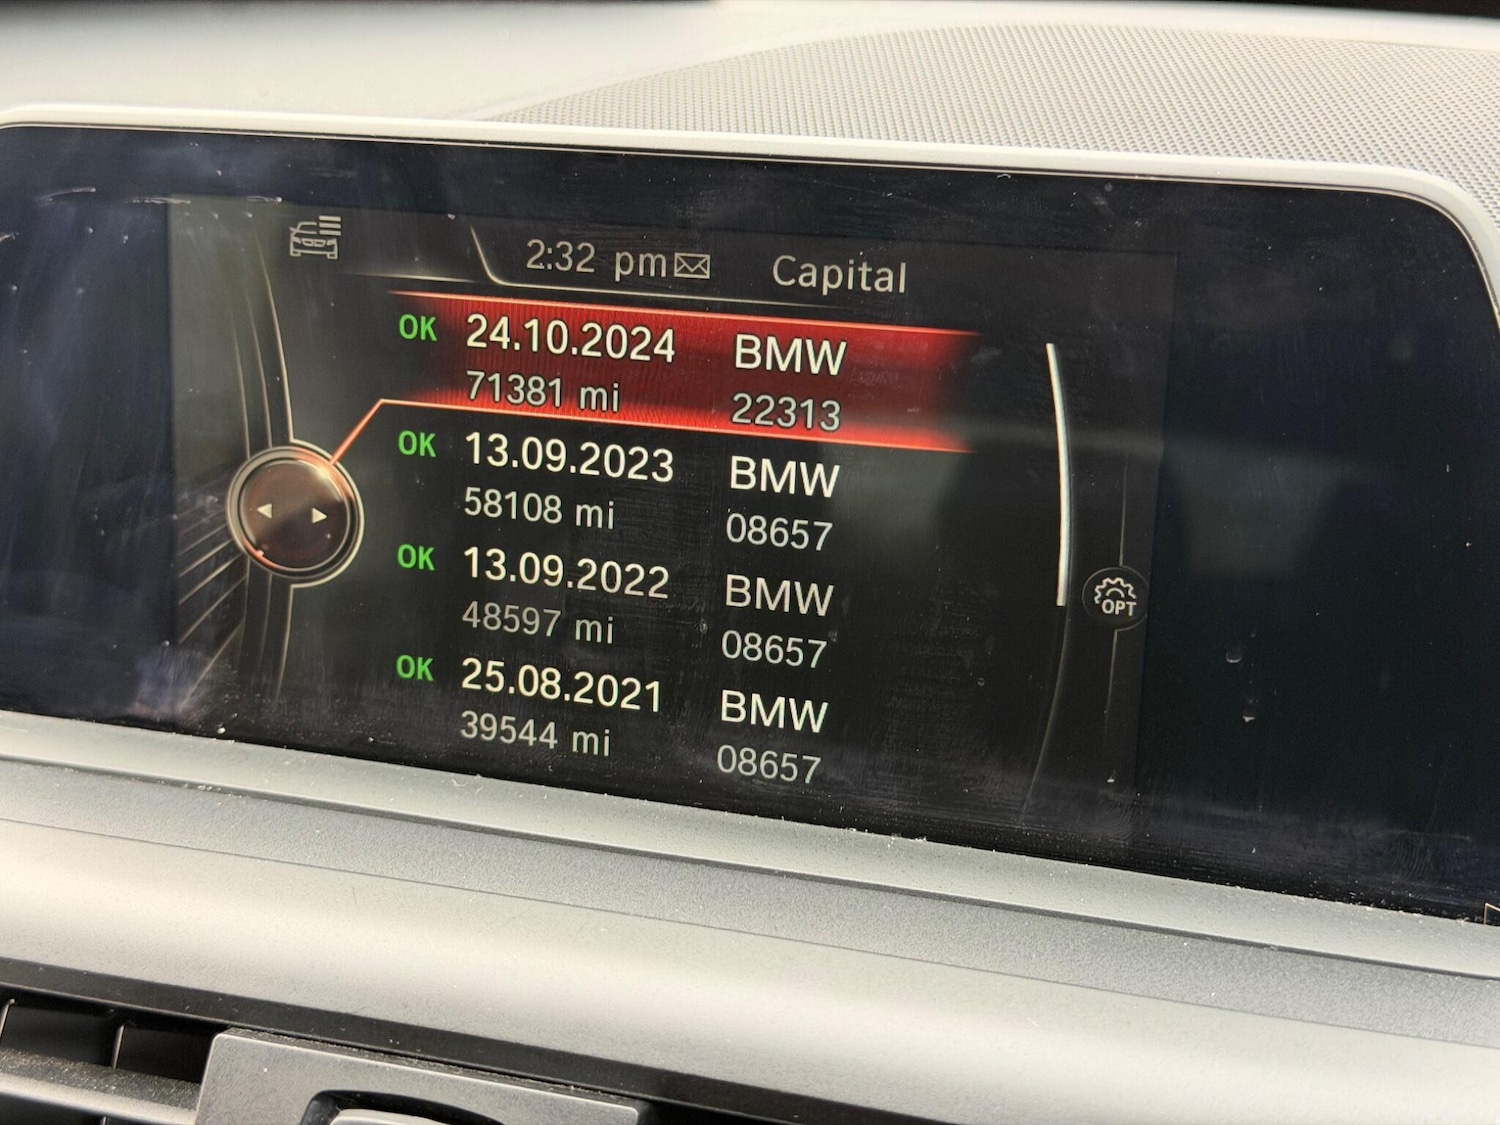 2:32 pm Capital
OK 24.10.2024 BMW
71381 mi 22313
OK 13.09.2023 BMW
58108 mi 08657
OK 13.09.2022 BMW
48597 mi 08657
OK 25.08.2021 BMW
39544 mi 08657
OPT